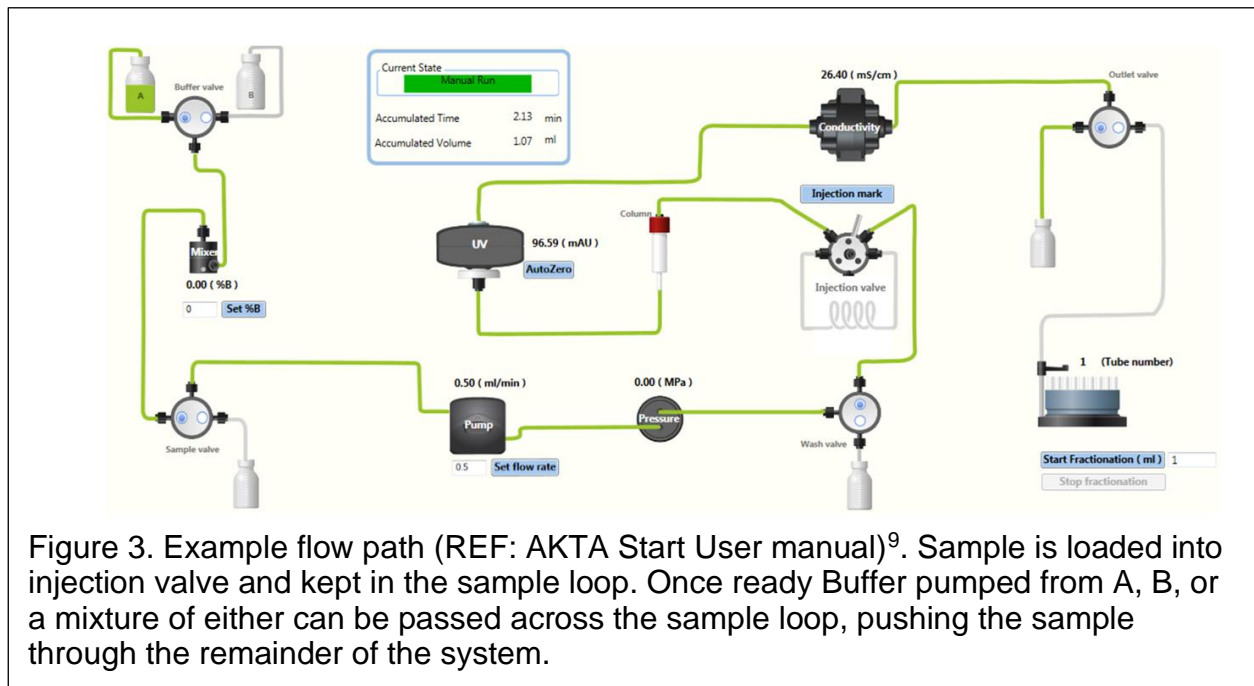 Current State
Manual Run
Accumulated Time 2.13 min
Accumulated Volume 1.07 ml
A
Buffer valve
B
26.40 ( mS/cm )
Conductivity
Outlet valve
Injection mark
Column
UV
96.59 ( mAU )
AutoZero
Injection valve
Mixer
0.00 ( %B )
0 Set %B
Sample valve
0.50 ( ml/min )
Pump
0.5 Set flow rate
0.00 ( MPa )
Pressure
Wash valve
1 (Tube number)
Start Fractionation ( ml ) 1
Stop fractionation
Figure 3. Example flow path (REF: AKTA Start User manual)⁹. Sample is loaded into
injection valve and kept in the sample loop. Once ready Buffer pumped from A, B, or
a mixture of either can be passed across the sample loop, pushing the sample
through the remainder of the system.